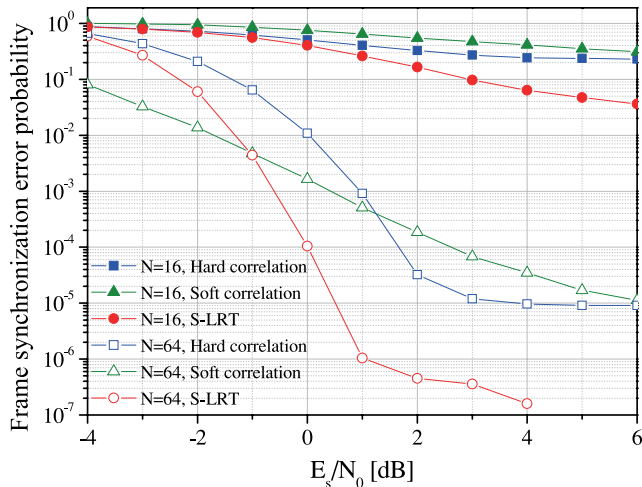 Frame synchronization error probability
10^0
10^-1
10^-2
10^-3
10^-4
10^-5
10^-6
10^-7
N=16, Hard correlation
N=16, Soft correlation
N=16, S-LRT
N=64, Hard correlation
N=64, Soft correlation
N=64, S-LRT
-4 -2 0 2 4 6
E_s/N_0 [dB]